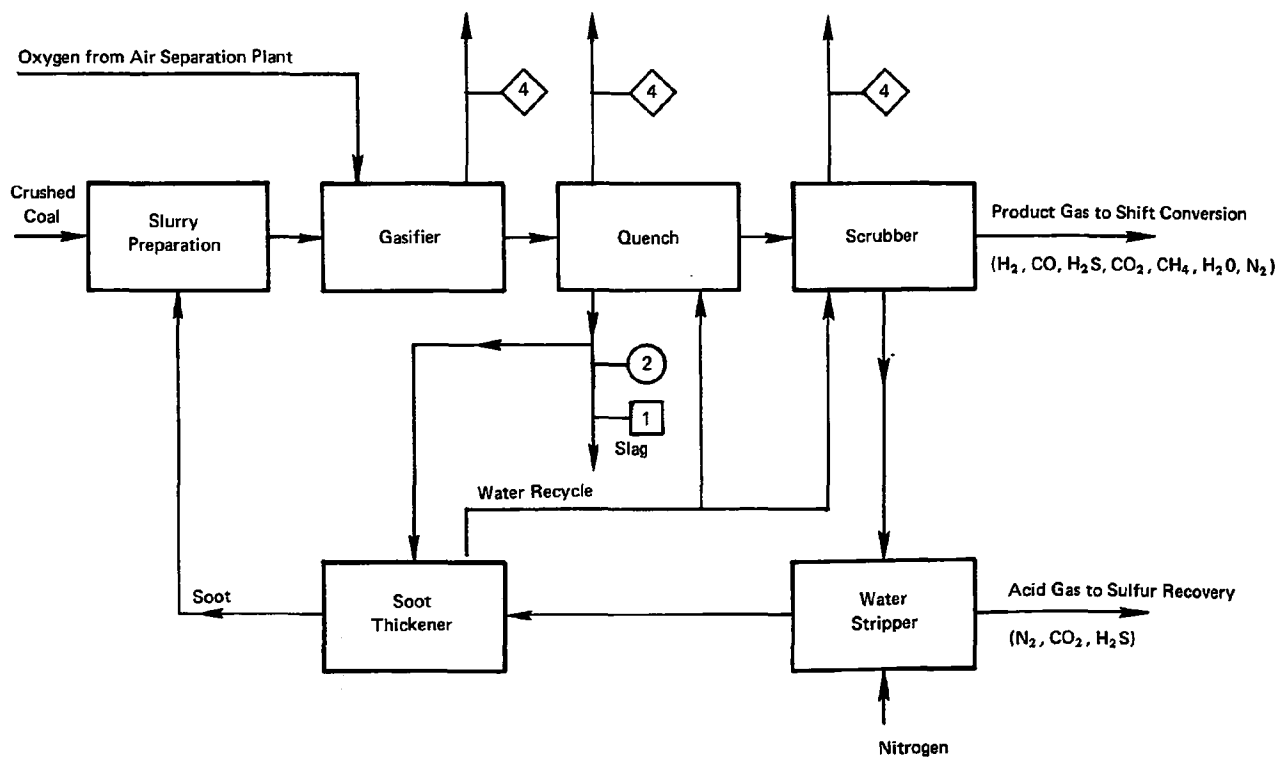 Oxygen from Air Separation Plant
4
4
4
Crushed
Coal
Slurry
Preparation
Gasifier
Quench
Scrubber
Product Gas to Shift Conversion
(H₂, CO, H₂S, CO₂, CH₄, H₂O, N₂)
2
1
Slag
Water Recycle
Soot
Soot
Thickener
Water
Stripper
Acid Gas to Sulfur Recovery
(N₂, CO₂, H₂S)
Nitrogen